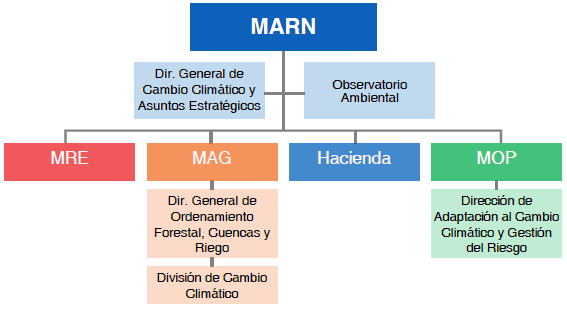 MARN
Dir. General de
Cambio Climático y
Asuntos Estratégicos
Observatorio
Ambiental
MRE
MAG
Hacienda
MOP
Dir. General de
Ordenamiento
Forestal, Cuencas y
Riego
División de Cambio
Climático
Dirección de
Adaptación al Cambio
Climático y Gestión
del Riesgo